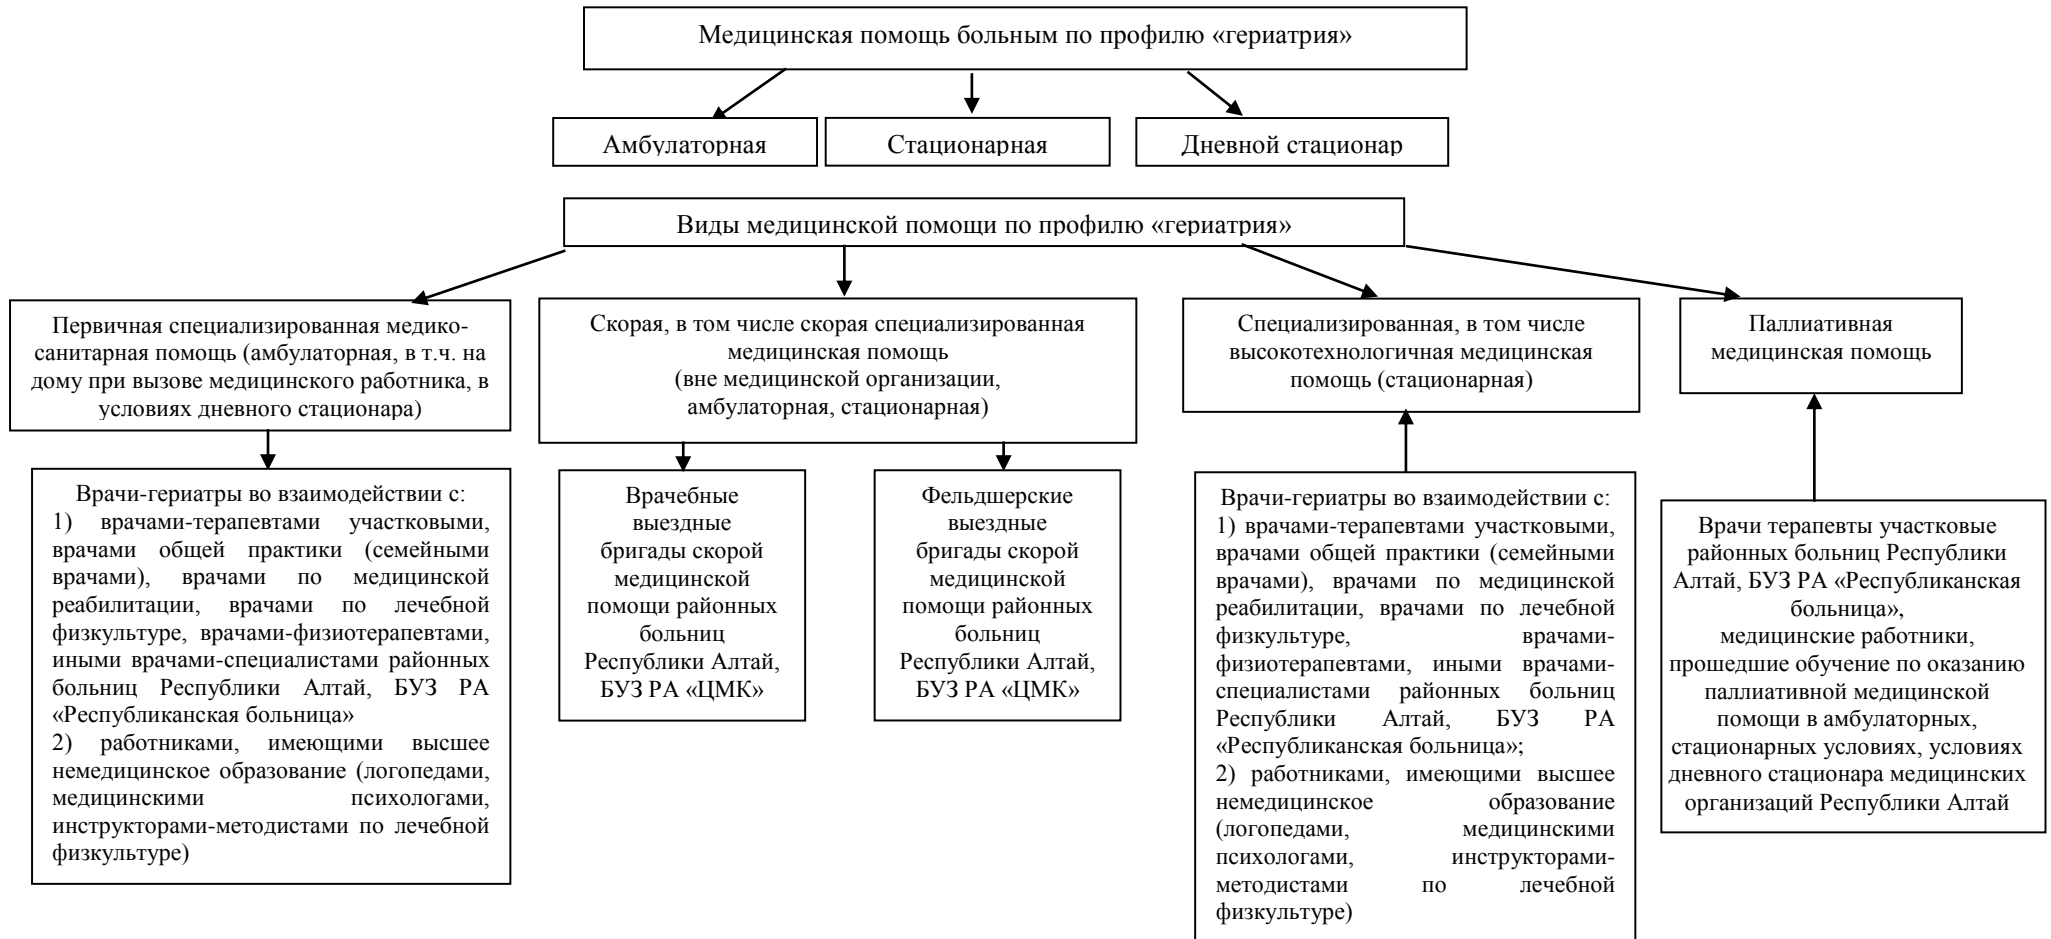 Медицинская помощь больным по профилю «гериатрия»
Амбулаторная
Стационарная
Дневной стационар
Виды медицинской помощи по профилю «гериатрия»
Первичная специализированная медико-
санитарная помощь (амбулаторная, в т.ч. на
дому при вызове медицинского работника, в
условиях дневного стационара)
Скорая, в том числе скорая специализированная
медицинская помощь
(вне медицинской организации,
амбулаторная, стационарная)
Специализированная, в том числе
высокотехнологичная медицинская
помощь (стационарная)
Паллиативная
медицинская помощь
Врачи-гериатры во взаимодействии с:
1) врачами-терапевтами участковыми,
врачами общей практики (семейными
врачами), врачами по медицинской
реабилитации, врачами по лечебной
физкультуре, врачами-физиотерапевтами,
иными врачами-специалистами районных
больниц Республики Алтай, БУЗ РА
«Республиканская больница»
2) работниками, имеющими высшее
немедицинское образование (логопедами,
медицинскими психологами,
инструкторами-методистами по лечебной
физкультуре)
Врачебные
выездные
бригады скорой
медицинской
помощи районных
больниц
Республики Алтай,
БУЗ РА «ЦМК»
Фельдшерские
выездные
бригады скорой
медицинской
помощи районных
больниц
Республики Алтай,
БУЗ РА «ЦМК»
Врачи-гериатры во взаимодействии с:
1) врачами-терапевтами участковыми,
врачами общей практики (семейными
врачами), врачами по медицинской
реабилитации, врачами по лечебной
физкультуре, врачами-
физиотерапевтами, иными врачами-
специалистами районных больниц
Республики Алтай, БУЗ РА
«Республиканская больница»;
2) работниками, имеющими высшее
немедицинское образование
(логопедами, медицинскими
психологами, инструкторами-
методистами по лечебной
физкультуре)
Врачи терапевты участковые
районных больниц Республики
Алтай, БУЗ РА «Республиканская
больница»,
медицинские работники,
прошедшие обучение по оказанию
паллиативной медицинской
помощи в амбулаторных,
стационарных условиях, условиях
дневного стационара медицинских
организаций Республики Алтай